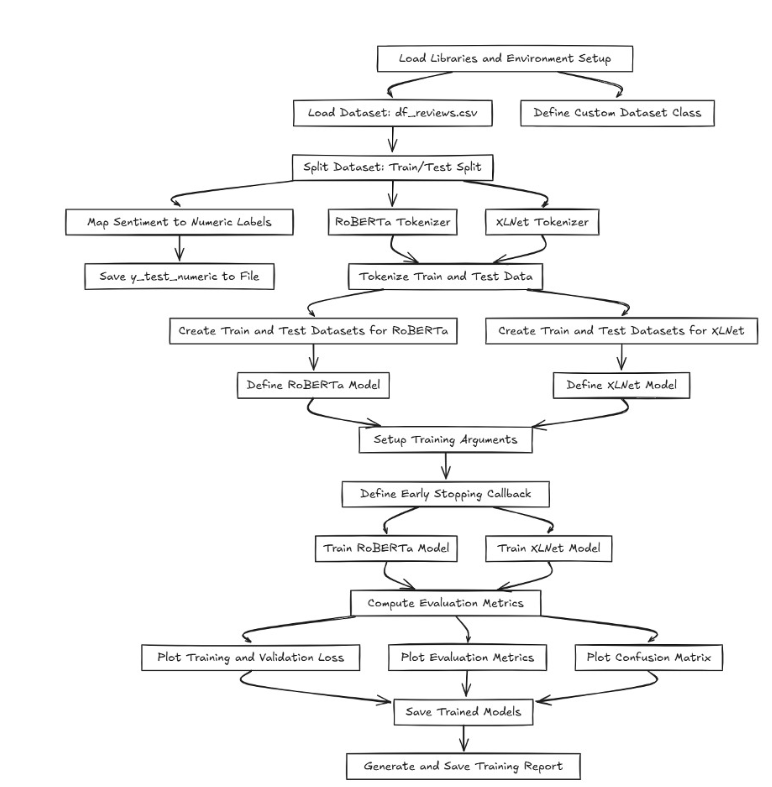 Load Libraries and Environment Setup
Load Dataset: df_reviews.csv
Define Custom Dataset Class
Split Dataset: Train/Test Split
Map Sentiment to Numeric Labels
RoBERTa Tokenizer
XLNet Tokenizer
Save y_test_numeric to File
Tokenize Train and Test Data
Create Train and Test Datasets for RoBERTa
Create Train and Test Datasets for XLNet
Define RoBERTa Model
Define XLNet Model
Setup Training Arguments
Define Early Stopping Callback
Train RoBERTa Model
Train XLNet Model
Compute Evaluation Metrics
Plot Training and Validation Loss
Plot Evaluation Metrics
Plot Confusion Matrix
Save Trained Models
Generate and Save Training Report